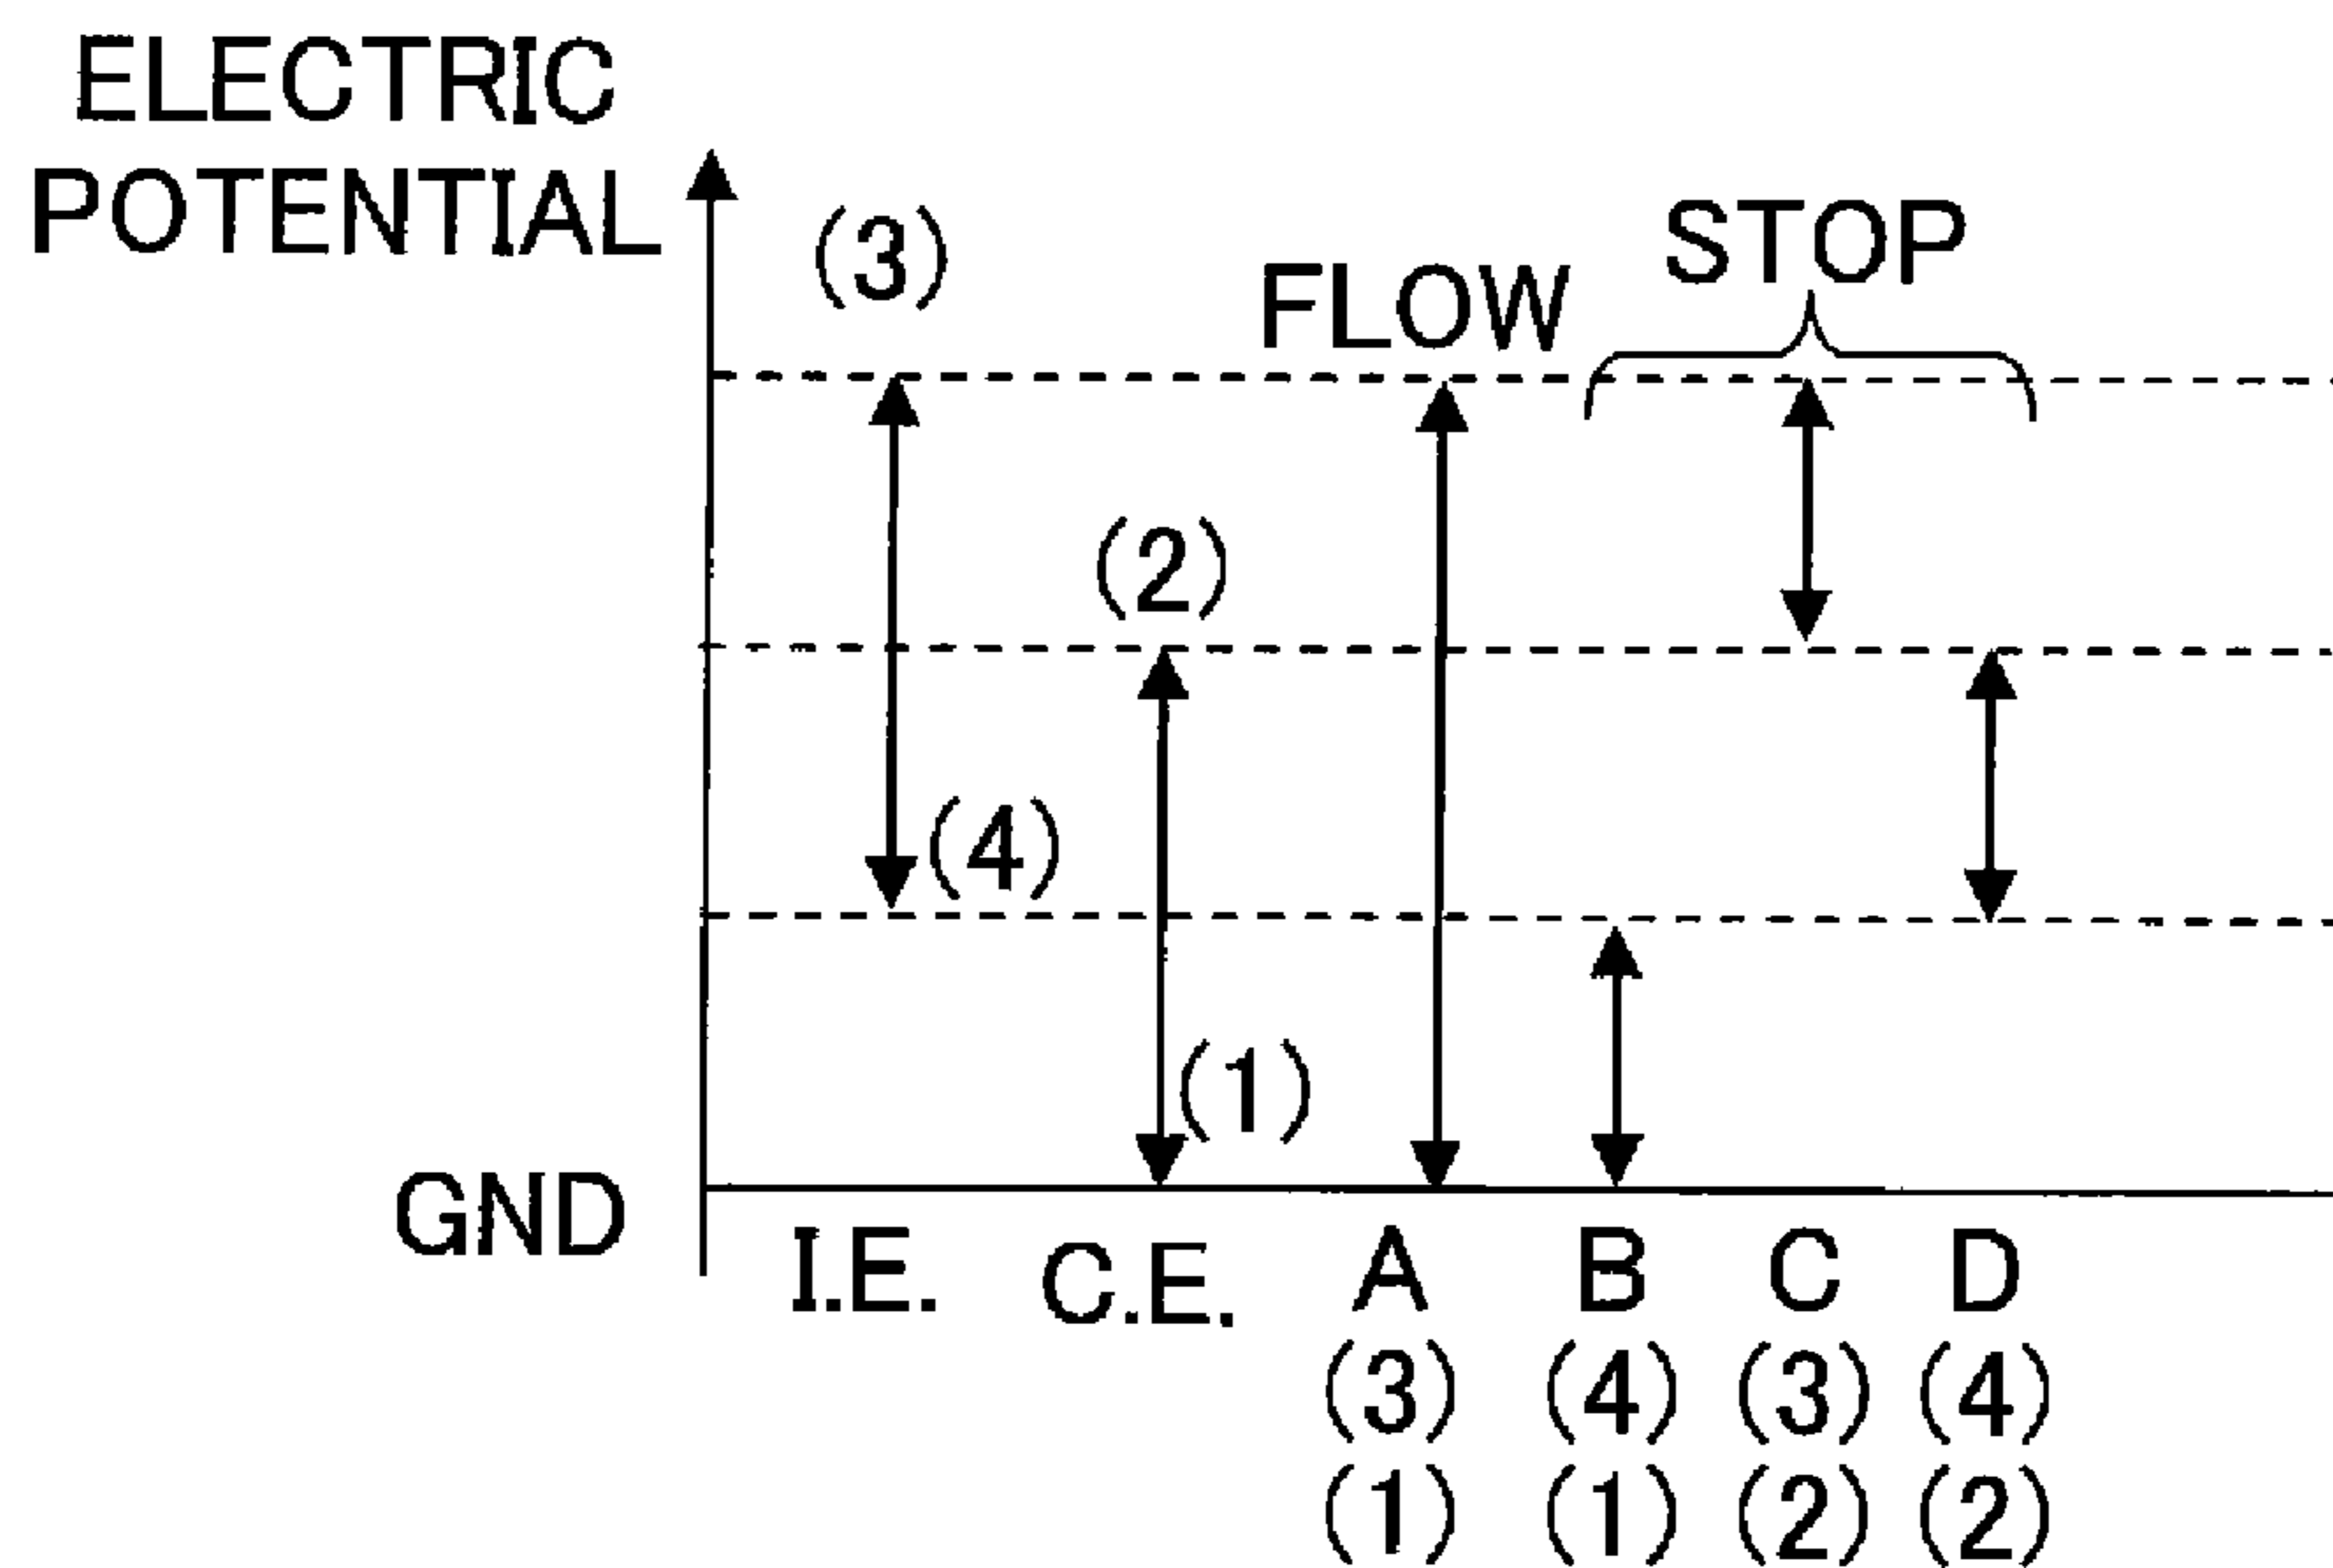 ELECTRIC
POTENTIAL
(3)
FLOW
STOP
(2)
(4)
(1)
GND
I.E. C.E. A B C D
(3) (4) (3) (4)
(1) (1) (2) (2)